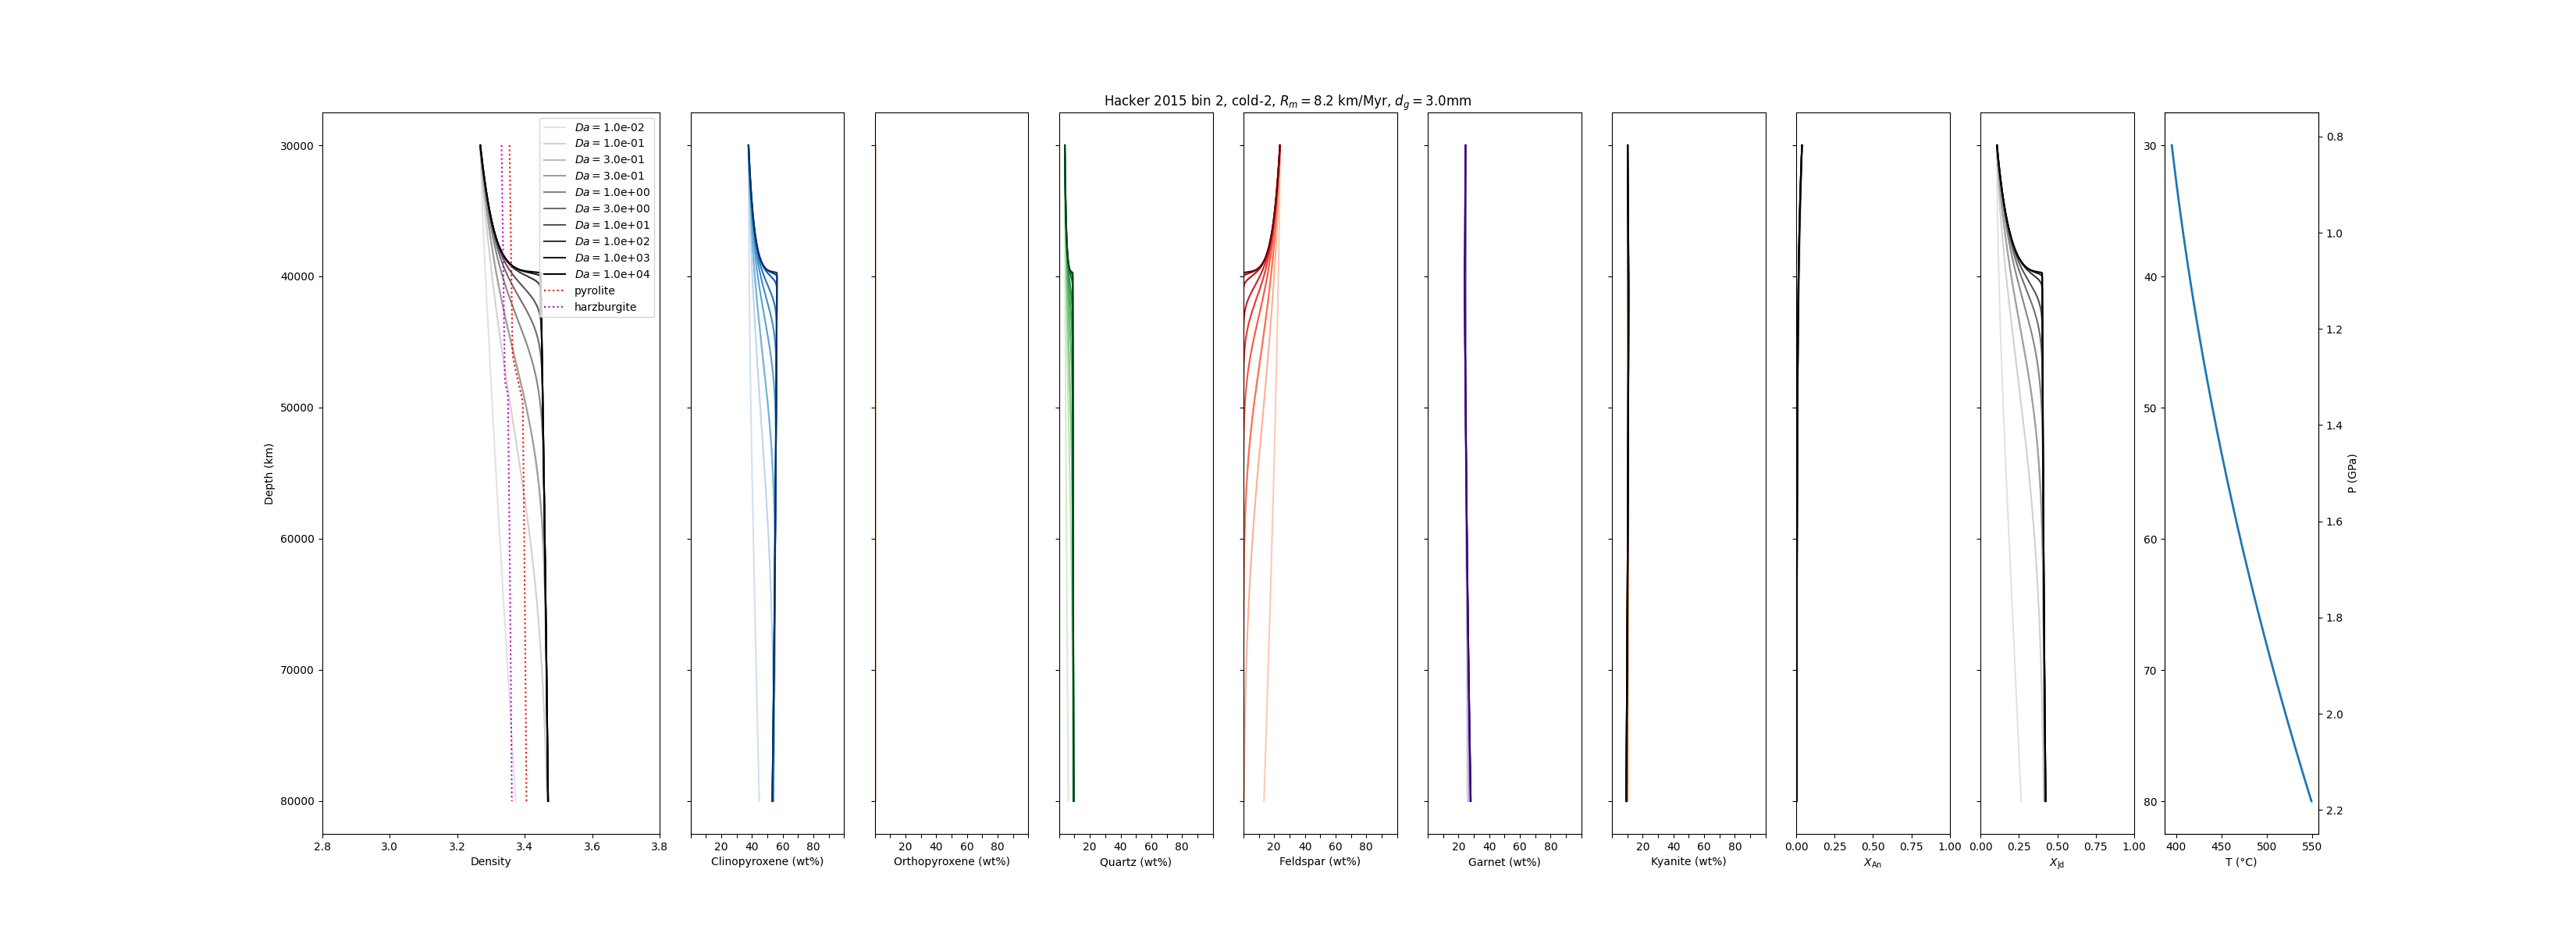 Hacker 2015 bin 2, cold-2, R_m = 8.2 km/Myr, d_g = 3.0mm
Da = 1.0e-02
Da = 1.0e-01
Da = 3.0e-01
Da = 3.0e-01
Da = 1.0e+00
Da = 3.0e+00
Da = 1.0e+01
Da = 1.0e+02
Da = 1.0e+03
Da = 1.0e+04
pyrolite
harzburgite
Depth (km)
30000
40000
50000
60000
70000
80000
2.8 3.0 3.2 3.4 3.6 3.8
Density
20 40 60 80
Clinopyroxene (wt%)
20 40 60 80
Orthopyroxene (wt%)
20 40 60 80
Quartz (wt%)
20 40 60 80
Feldspar (wt%)
20 40 60 80
Garnet (wt%)
20 40 60 80
Kyanite (wt%)
0.00 0.25 0.50 0.75 1.00
X_An
0.00 0.25 0.50 0.75 1.00
X_Jd
30
40
50
60
70
80
400 450 500 550
T (°C)
0.8
1.0
1.2
1.4
1.6
1.8
2.0
2.2
P (GPa)